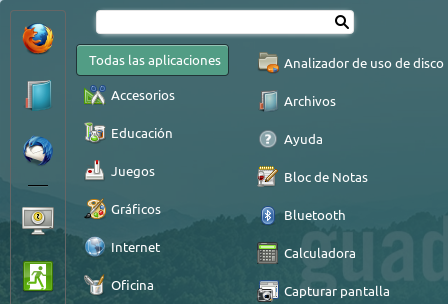 Todas las aplicaciones
Accesorios
Educación
Juegos
Gráficos
Internet
Oficina
Analizador de uso de disco
Archivos
Ayuda
Bloc de Notas
Bluetooth
Calculadora
Capturar pantalla
guad